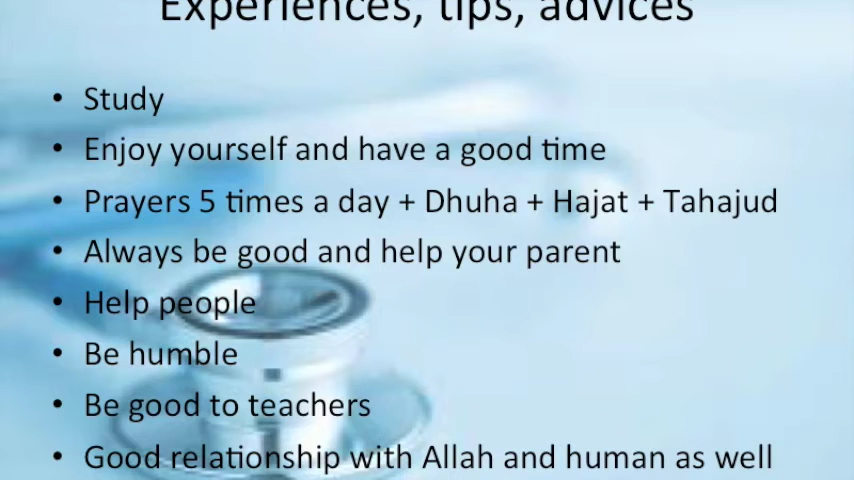 Experiences, tips, advices
• Study
• Enjoy yourself and have a good time
• Prayers 5 times a day + Dhuha + Hajat + Tahajud
• Always be good and help your parent
• Help people
• Be humble
• Be good to teachers
• Good relationship with Allah and human as well